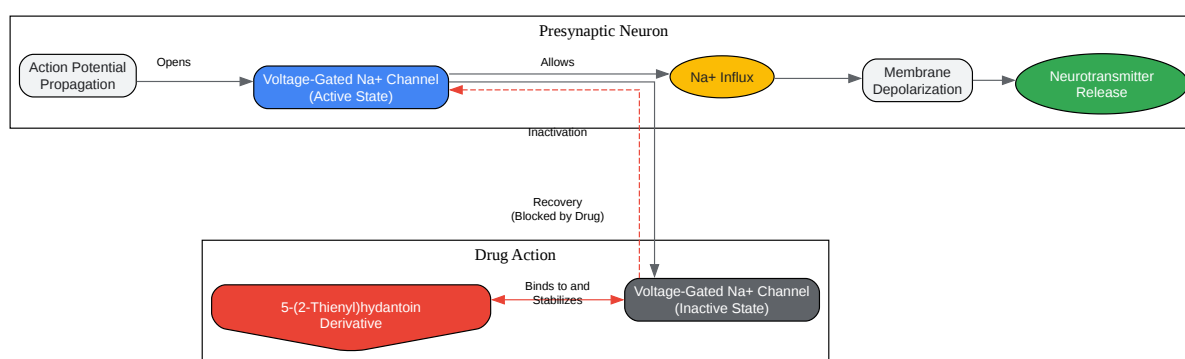 Presynaptic Neuron
Action Potential
Propagation
Opens
Voltage-Gated Na+ Channel
(Active State)
Allows
Na+ Influx
Membrane
Depolarization
Neurotransmitter
Release
Inactivation
Recovery
(Blocked by Drug)
Drug Action
5-(2-Thienyl)hydantoin
Derivative
Binds to and
Stabilizes
Voltage-Gated Na+ Channel
(Inactive State)